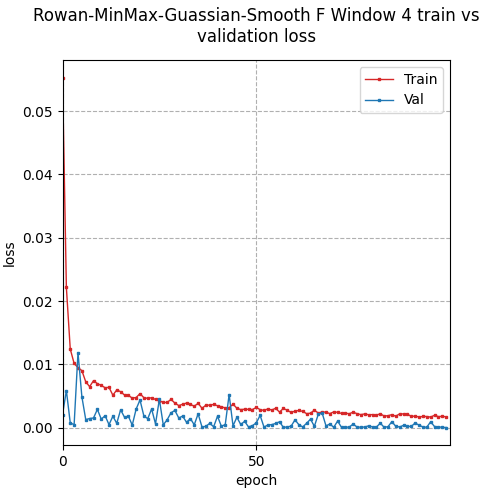 Rowan-MinMax-Guassian-Smooth F Window 4 train vs
validation loss
Train
Val
0.05
0.04
0.03
0.02
0.01
0.00
loss
0
50
epoch